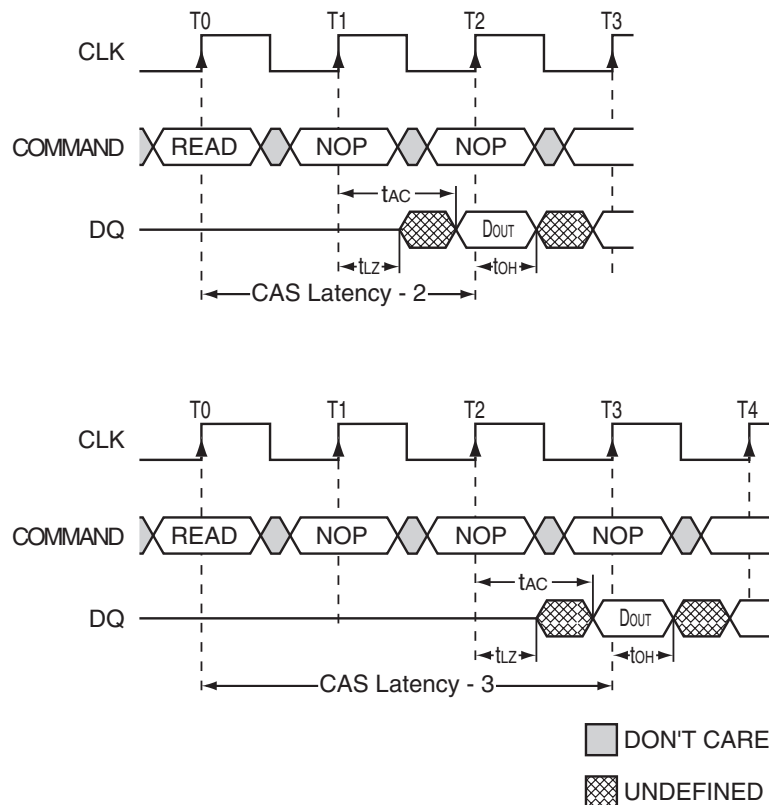 T0 T1 T2 T3
CLK
COMMAND READ NOP NOP
tAC
DQ DOUT
tLZ tOH
CAS Latency - 2
T0 T1 T2 T3 T4
CLK
COMMAND READ NOP NOP NOP
tAC
DQ DOUT
tLZ tOH
CAS Latency - 3
DON'T CARE
UNDEFINED